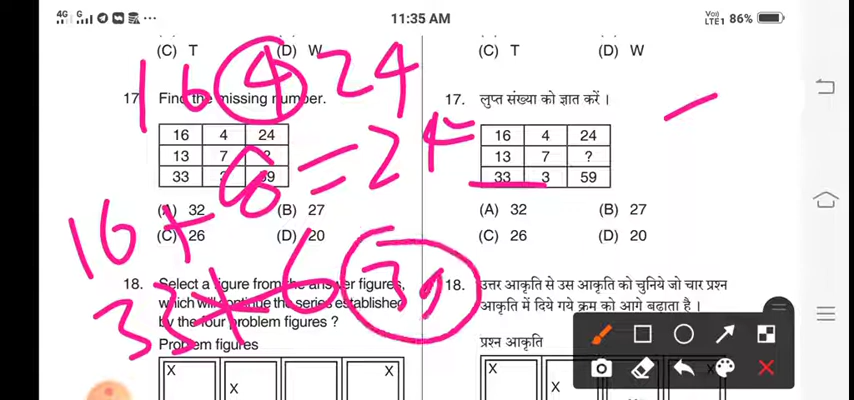 4G G 11:35 AM Vo)) LTE1 86%
(C) T (D) W
(C) T (D) W
16 4 24
17. Find the missing number.
16 4 24
13 7 ?
33 3 59
16 + 8 = 24
(A) 32 (B) 27
(C) 26 (D) 20
33 + 6 39
17. लुप्त संख्या को ज्ञात करें ।
16 4 24
13 7 ?
33 3 59
(A) 32 (B) 27
(C) 26 (D) 20
18. Select a figure from the answer figures,
which will continue the series established
by the four problem figures ?
Problem figures
X X
X
18. उत्तर आकृति से उस आकृति को चुनिये जो चार प्रश्न
आकृति में दिये गये क्रम को आगे बढ़ाता है ।
प्रश्न आकृति
X X
X